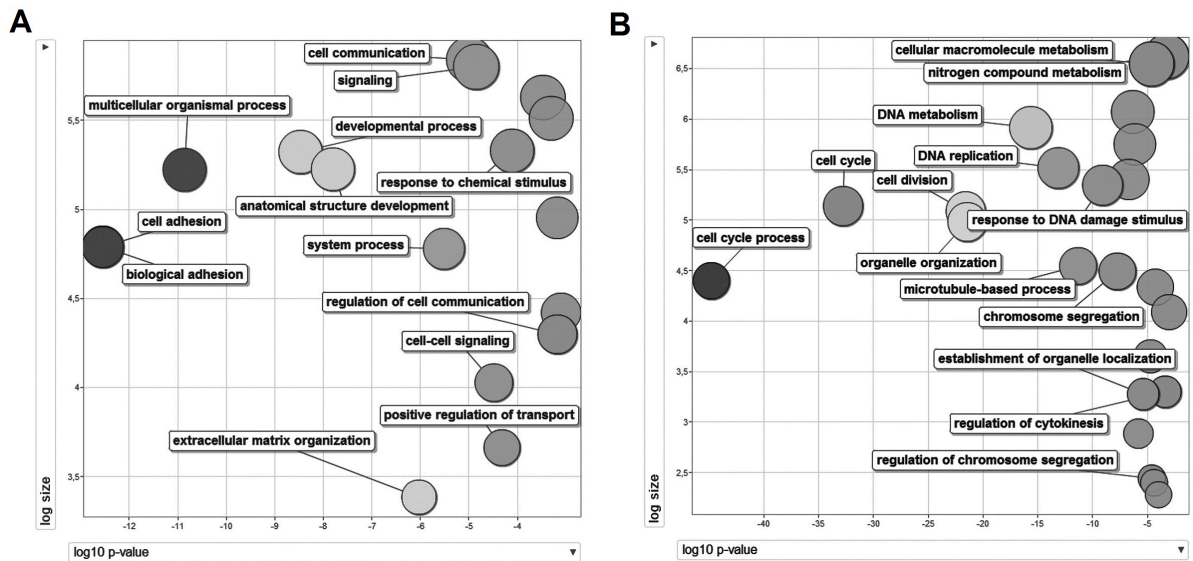 A
cell communication
signaling
multicellular organismal process
developmental process
5,5
response to chemical stimulus
anatomical structure development
5
cell adhesion
system process
biological adhesion
4,5
regulation of cell communication
cell-cell signaling
4
positive regulation of transport
extracellular matrix organization
3,5
log size
-12 -11 -10 -9 -8 -7 -6 -5 -4
log10 p-value
B
cellular macromolecule metabolism
6,5
nitrogen compound metabolism
DNA metabolism
6
DNA replication
cell cycle
5,5
cell division
response to DNA damage stimulus
5
cell cycle process
organelle organization
4,5
microtubule-based process
chromosome segregation
4
establishment of organelle localization
3,5
regulation of cytokinesis
3
regulation of chromosome segregation
2,5
log size
-40 -35 -30 -25 -20 -15 -10 -5
log10 p-value